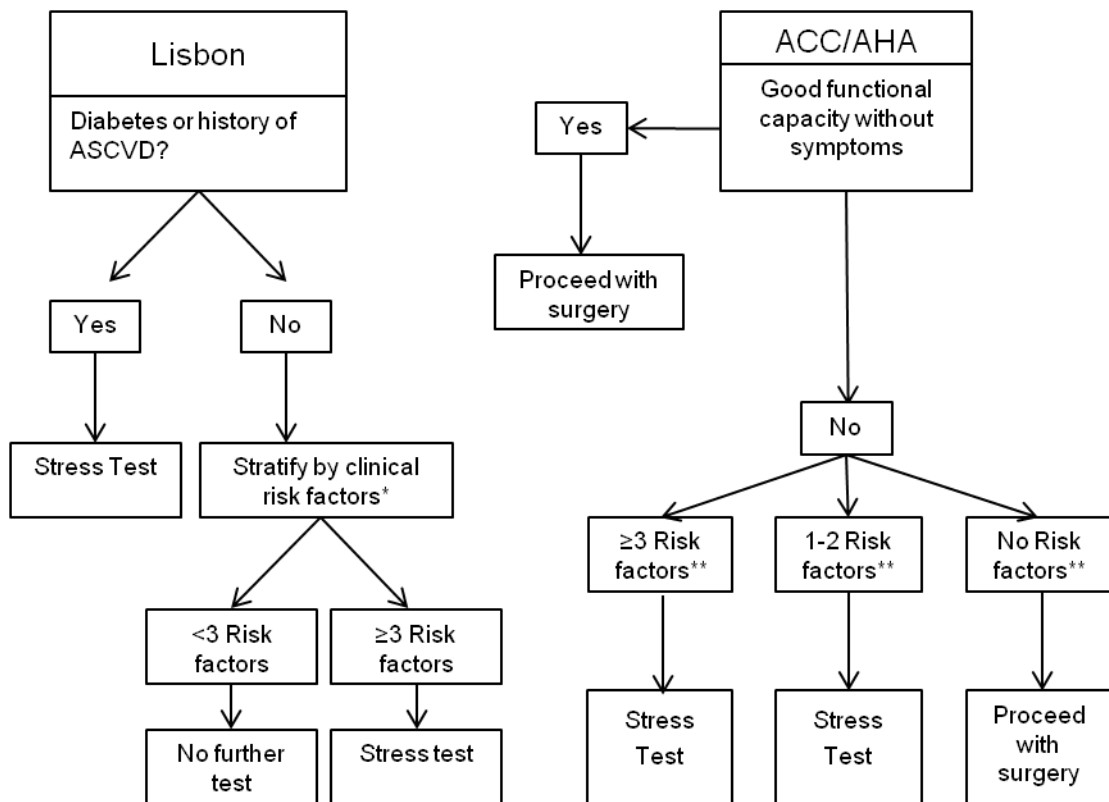 Lisbon
Diabetes or history of
ASCVD?
Yes
No
Stress Test
Stratify by clinical
risk factors*
<3 Risk
factors
≥3 Risk
factors
No further
test
Stress test
ACC/AHA
Good functional
capacity without
symptoms
Yes
Proceed with
surgery
No
≥3 Risk
factors**
1-2 Risk
factors**
No Risk
factors**
Stress
Test
Stress
Test
Proceed
with
surgery